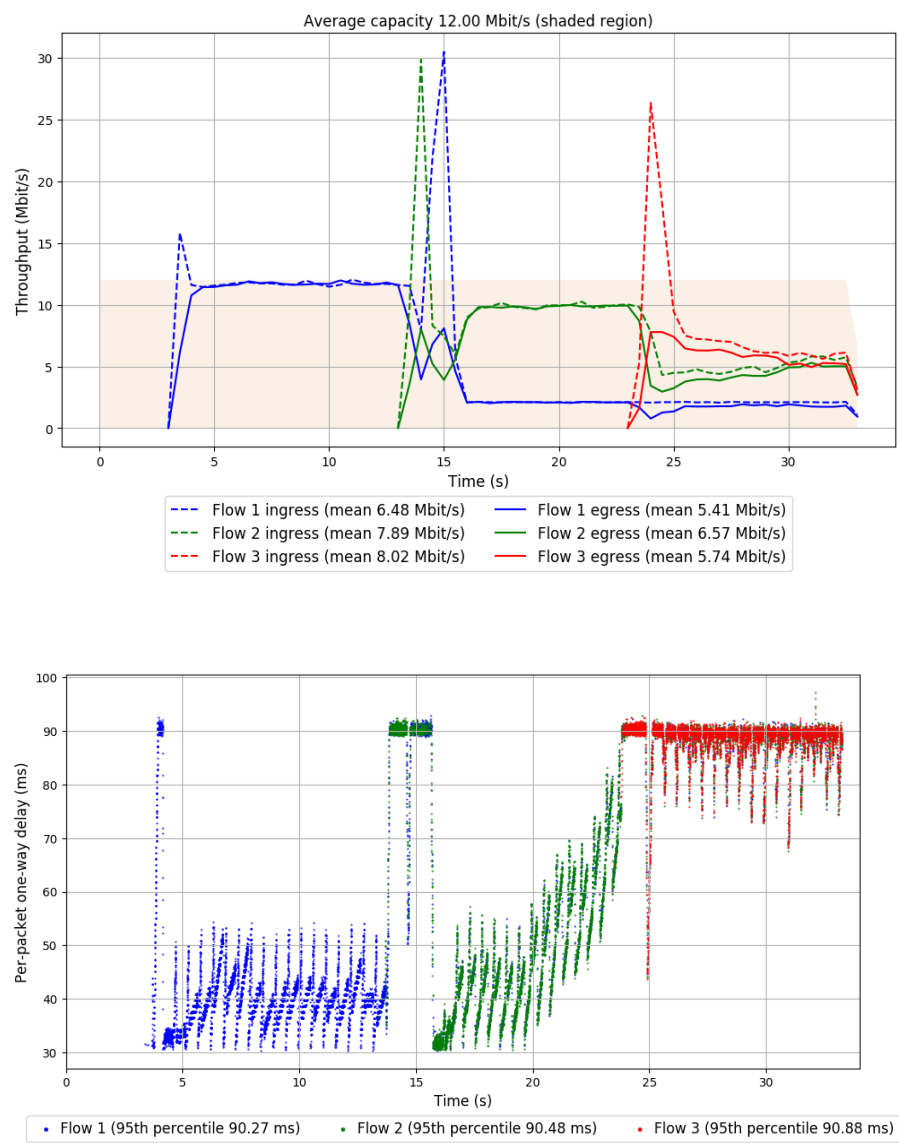 Average capacity 12.00 Mbit/s (shaded region)
30
25
20
15
10
5
0
Throughput (Mbit/s)
0 5 10 15 20 25 30
Time (s)
Flow 1 ingress (mean 6.48 Mbit/s) Flow 1 egress (mean 5.41 Mbit/s)
Flow 2 ingress (mean 7.89 Mbit/s) Flow 2 egress (mean 6.57 Mbit/s)
Flow 3 ingress (mean 8.02 Mbit/s) Flow 3 egress (mean 5.74 Mbit/s)
100
90
80
70
60
50
40
30
Per-packet one-way delay (ms)
0 5 10 15 20 25 30
Time (s)
Flow 1 (95th percentile 90.27 ms) Flow 2 (95th percentile 90.48 ms) Flow 3 (95th percentile 90.88 ms)